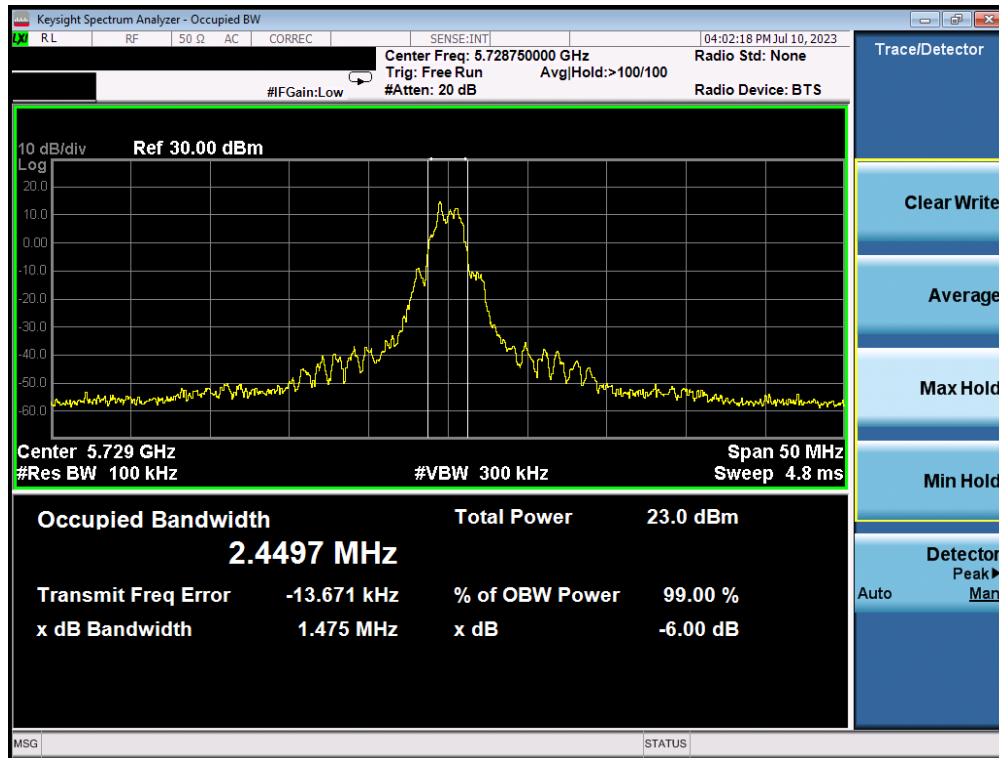 Keysight Spectrum Analyzer - Occupied BW
LXI RL RF 50 Ω AC CORREC SENSE:INT 04:02:18 PM Jul 10, 2023
Center Freq: 5.728750000 GHz Radio Std: None
Trig: Free Run Avg|Hold:>100/100
#IFGain:Low #Atten: 20 dB Radio Device: BTS
Trace/Detector
10 dB/div Ref 30.00 dBm
Log
20.0
10.0
0.00
-10.0
-20.0
-30.0
-40.0
-50.0
-60.0
Center 5.729 GHz Span 50 MHz
#Res BW 100 kHz #VBW 300 kHz Sweep 4.8 ms
Occupied Bandwidth Total Power 23.0 dBm
2.4497 MHz
Transmit Freq Error -13.671 kHz % of OBW Power 99.00 %
x dB Bandwidth 1.475 MHz x dB -6.00 dB
Clear Write
Average
Max Hold
Min Hold
Detector
Peak▶
Auto Man
MSG STATUS